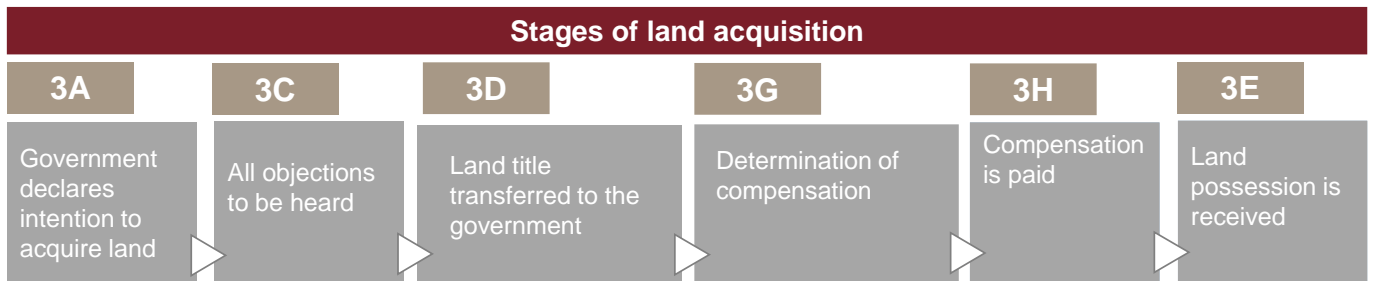 Stages of land acquisition
3A
Government
declares
intention to
acquire land
3C
All objections
to be heard
3D
Land title
transferred to the
government
3G
Determination of
compensation
3H
Compensation
is paid
3E
Land
possession is
received